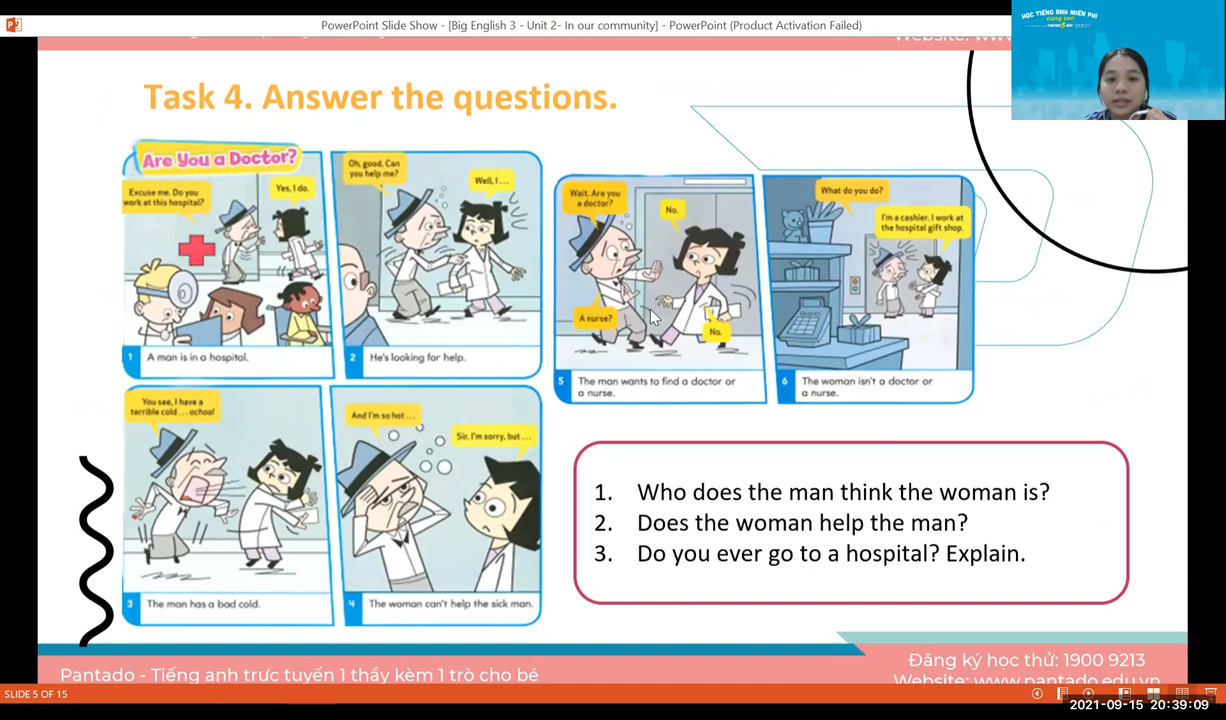 PowerPoint Slide Show - [Big English 3 - Unit 2- In our community] - PowerPoint (Product Activation Failed)
HỌC TIẾNG ANH MIỄN PHÍ
cùng con
Task 4. Answer the questions.
Are You a Doctor?
Excuse me. Do you
work at this hospital?
Yes, I do.
1 A man is in a hospital.
Oh, good. Can
you help me?
Well, I...
2 He's looking for help.
You see, I have a
terrible cold...achoo!
3 The man has a bad cold.
And I'm so hot...
Sir, I'm sorry, but...
4 The woman can't help the sick man.
Wait. Are you
a doctor?
No.
A nurse?
No.
5 The man wants to find a doctor or
a nurse.
What do you do?
I'm a cashier. I work at
the hospital gift shop.
6 The woman isn't a doctor or
a nurse.
1. Who does the man think the woman is?
2. Does the woman help the man?
3. Do you ever go to a hospital? Explain.
Pantado - Tiếng anh trực tuyến 1 thầy kèm 1 trò cho bé
Đăng ký học thử: 1900 9213
Website: www.pantado.edu.vn
SLIDE 5 OF 15
2021-09-15 20:39:09